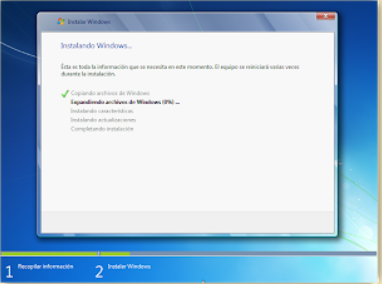 Instalar Windows
Instalando Windows...
Ésta es toda la información que se necesita en este momento. El equipo se reiniciará varias veces
durante la instalación.
Copiando archivos de Windows
Expandiendo archivos de Windows (0%) ...
Instalando características
Instalando actualizaciones
Completando instalación
1 Recopilar información
2 Instalar Windows